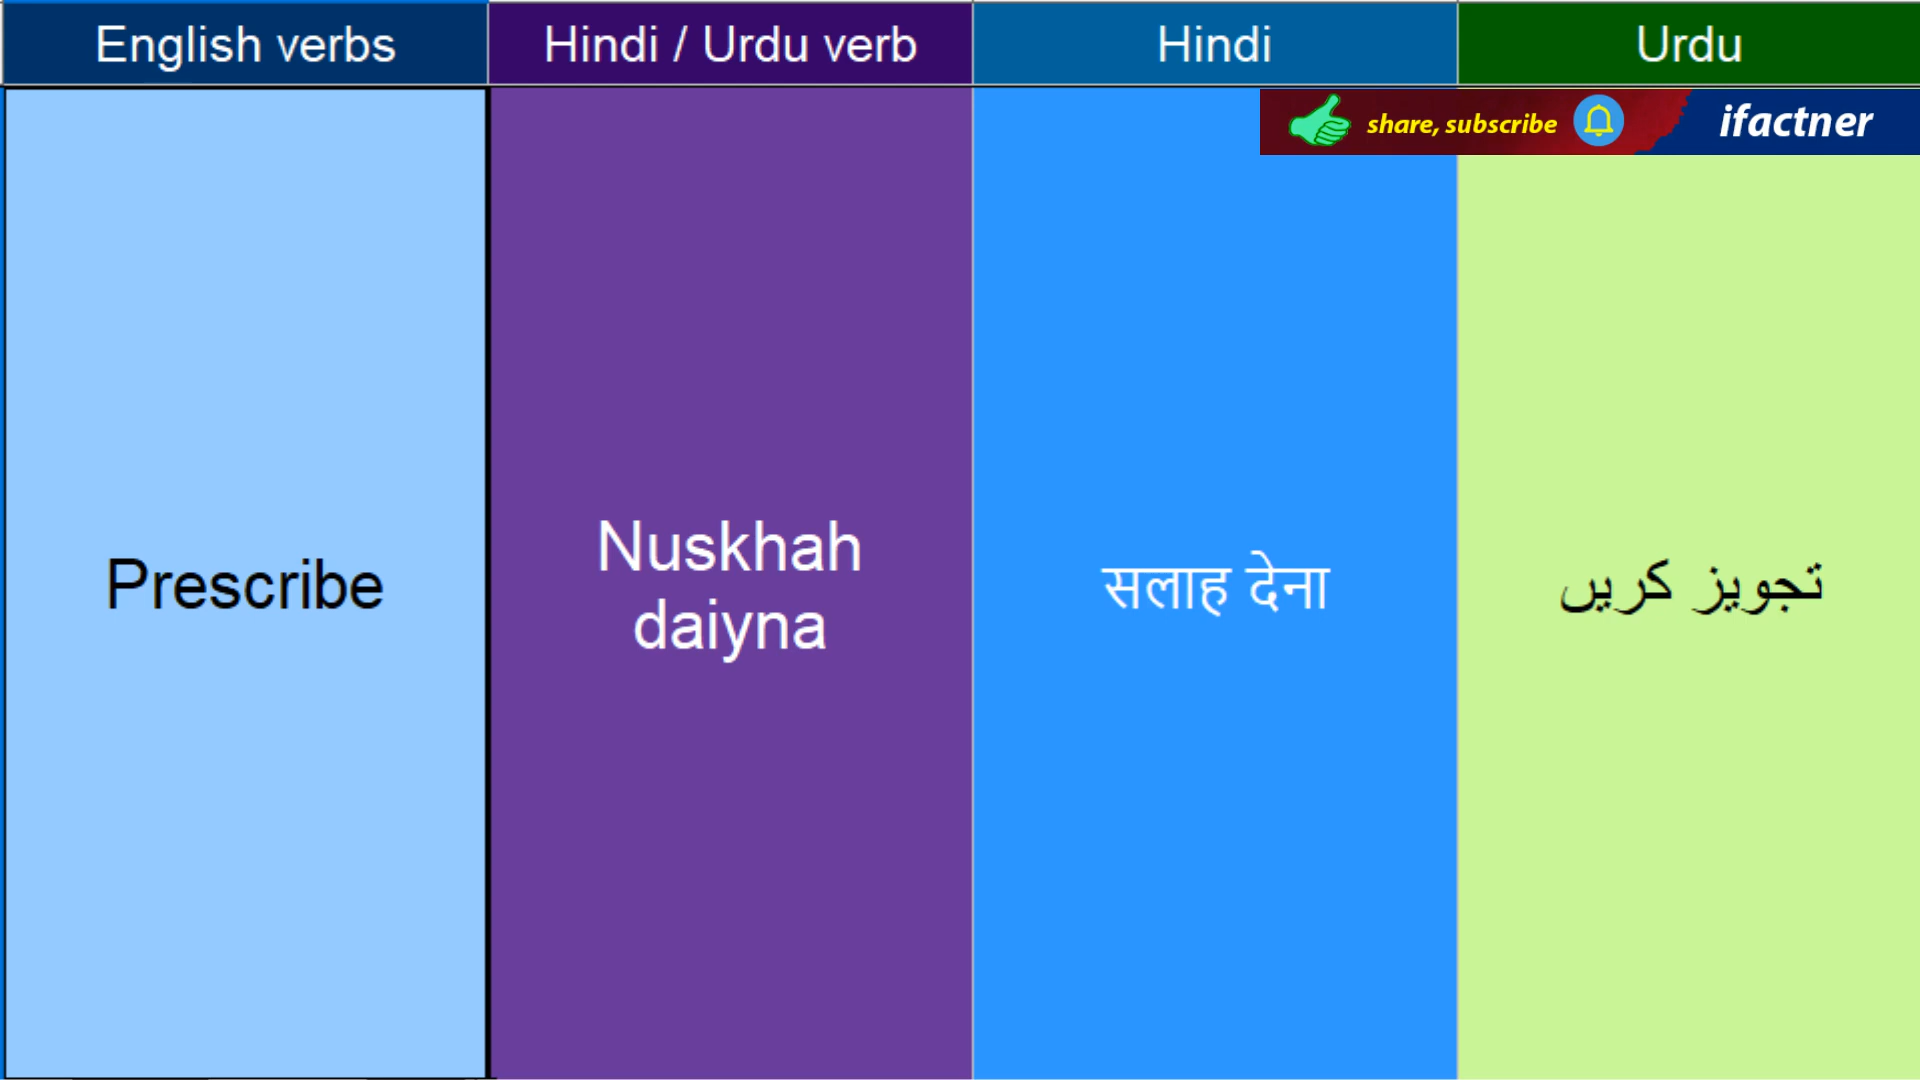 English verbs
Hindi / Urdu verb
Hindi
Urdu
share, subscribe
ifactner
Prescribe
Nuskhah
daiyna
सलाह देना
تجویز کریں